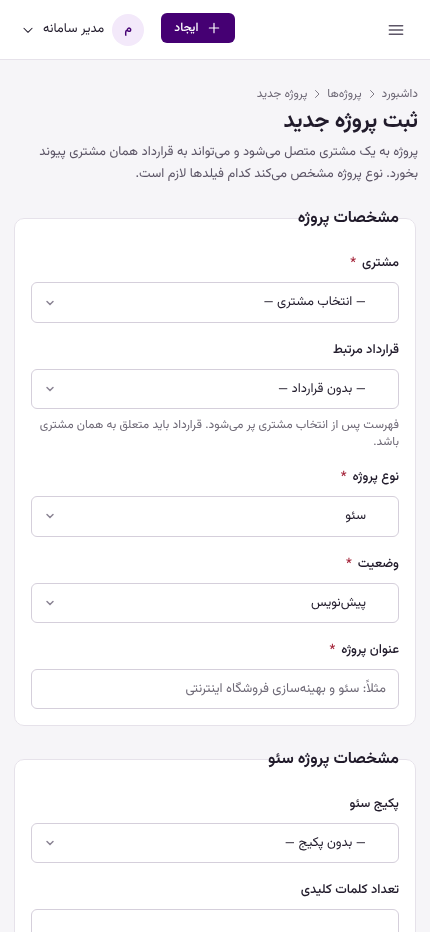 ایجاد
م
مدیر سامانه
داشبورد
پروژه‌ها
پروژه جدید
ثبت پروژه جدید
پروژه به یک مشتری متصل می‌شود و می‌تواند به قرارداد همان مشتری پیوند
بخورد. نوع پروژه مشخص می‌کند کدام فیلدها لازم است.
مشخصات پروژه
مشتری *
— انتخاب مشتری —
قرارداد مرتبط
— بدون قرارداد —
فهرست پس از انتخاب مشتری پر می‌شود. قرارداد باید متعلق به همان مشتری
باشد.
نوع پروژه *
سئو
وضعیت *
پیش‌نویس
عنوان پروژه *
مثلاً: سئو و بهینه‌سازی فروشگاه اینترنتی
مشخصات پروژه سئو
پکیج سئو
— بدون پکیج —
تعداد کلمات کلیدی